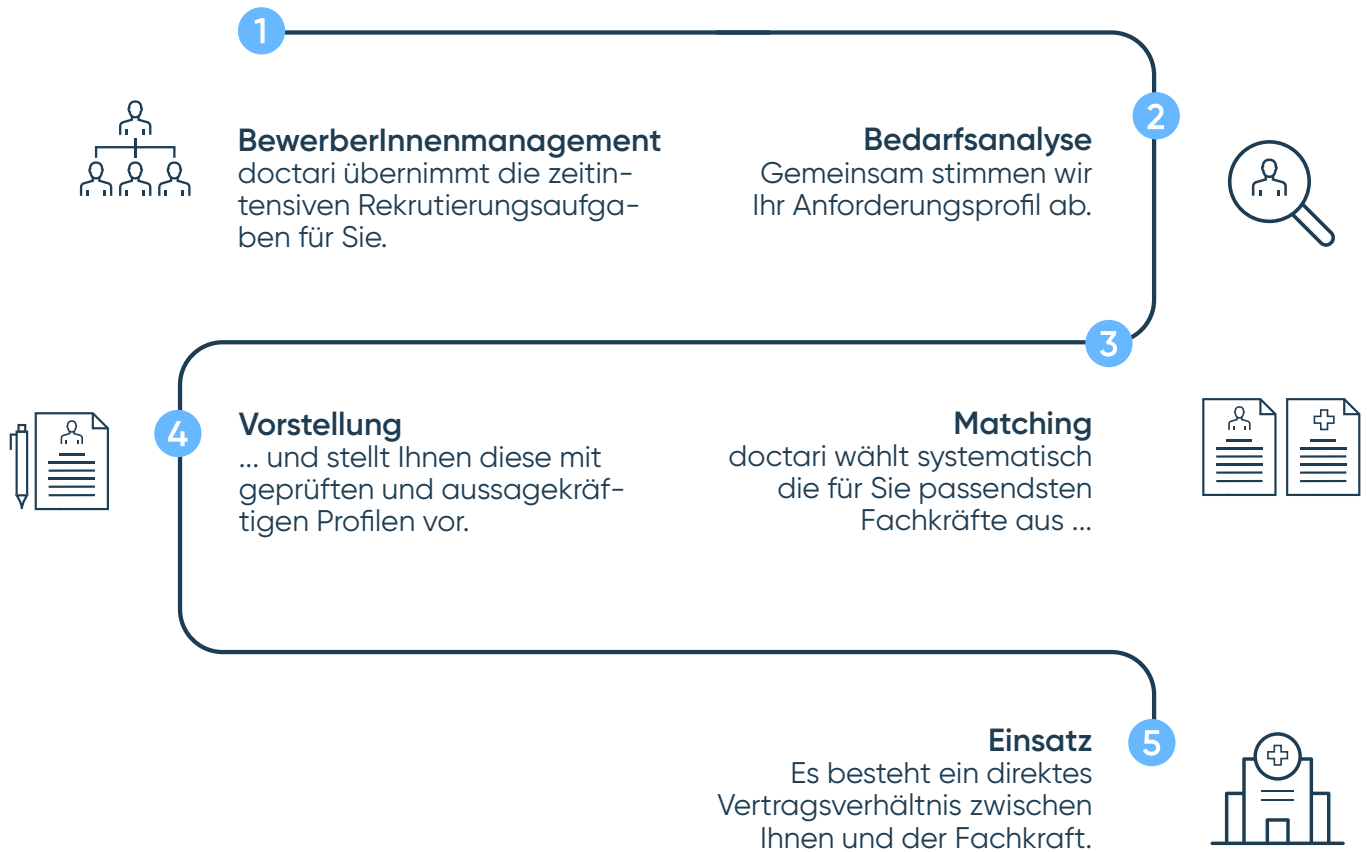 1
BewerberInnenmanagement
doctari übernimmt die zeitin-
tensiven Rekrutierungsaufga-
ben für Sie.
2
Bedarfsanalyse
Gemeinsam stimmen wir
Ihr Anforderungsprofil ab.
3
Matching
doctari wählt systematisch
die für Sie passendsten
Fachkräfte aus ...
4
Vorstellung
... und stellt Ihnen diese mit
geprüften und aussagekräf-
tigen Profilen vor.
5
Einsatz
Es besteht ein direktes
Vertragsverhältnis zwischen
Ihnen und der Fachkraft.